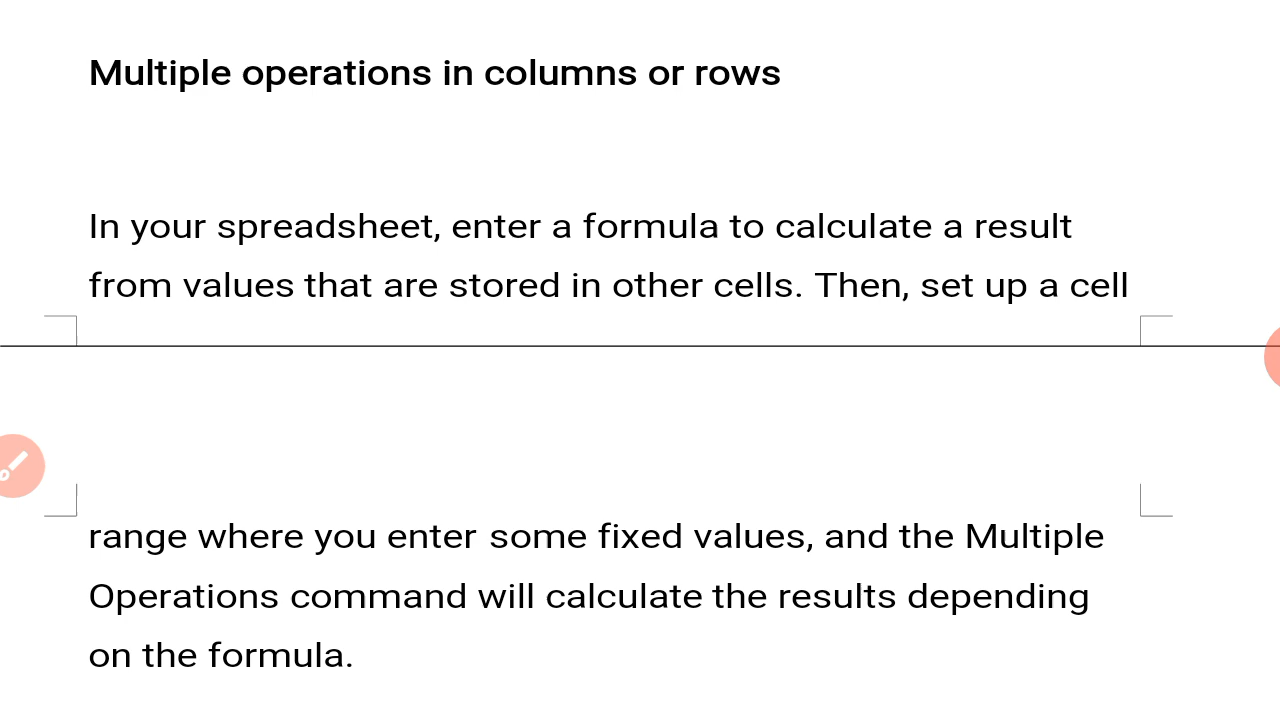 Multiple operations in columns or rows
In your spreadsheet, enter a formula to calculate a result
from values that are stored in other cells. Then, set up a cell
range where you enter some fixed values, and the Multiple
Operations command will calculate the results depending
on the formula.